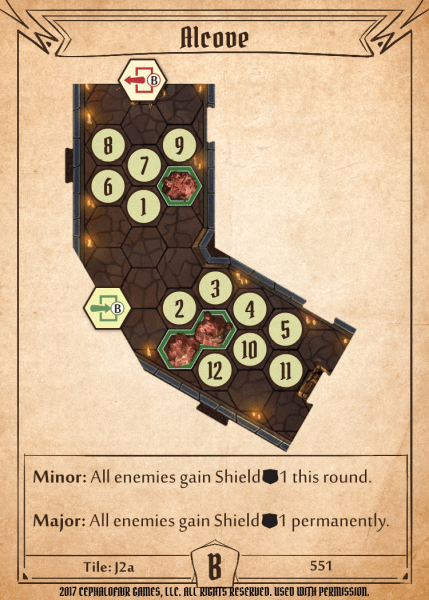 Alcove
B
8
9
7
6
1
B
3
2
4
5
10
12
11
Minor: All enemies gain Shield 1 this round.
Major: All enemies gain Shield 1 permanently.
Tile: J2a
B
551
2017 CEPHALOFAIR GAMES, LLC. ALL RIGHTS RESERVED. USED WITH PERMISSION.